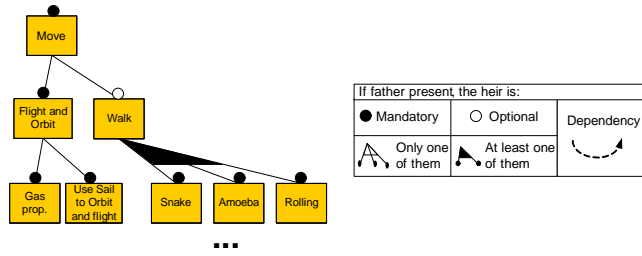 Move
Flight and
Orbit
Walk
Gas
prop.
Use Sail
to Orbit
and flight
Snake
Amoeba
Rolling
...
If father present, the heir is:
Mandatory
Optional
Dependency
Only one
of them
At least one
of them